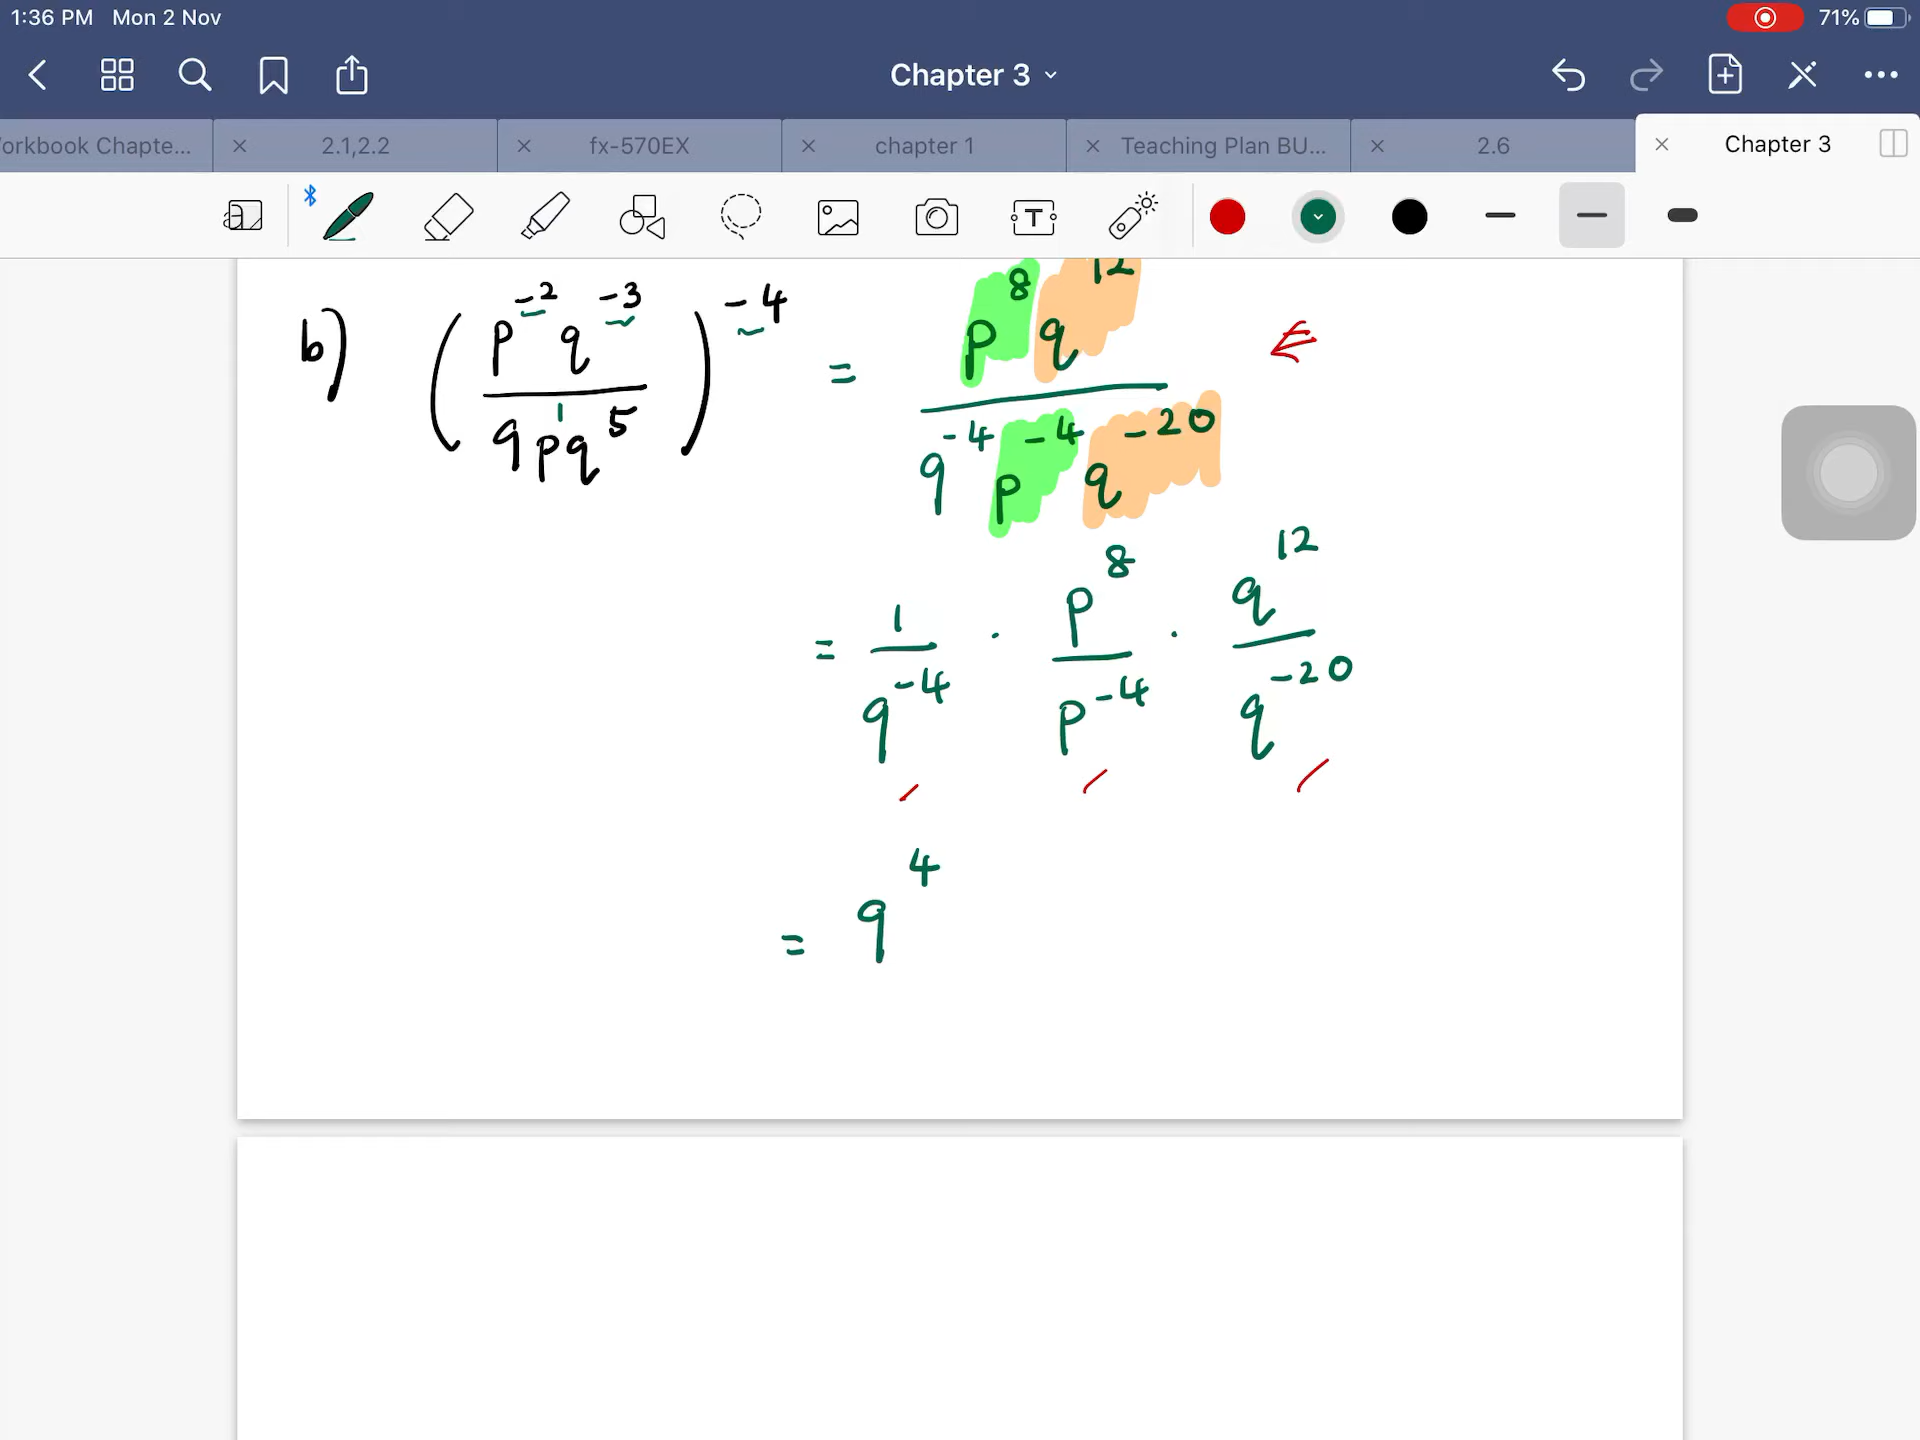 1:36 PM Mon 2 Nov 71%
Chapter 3
orkbook Chapte... 2.1,2.2 fx-570EX chapter 1 Teaching Plan BU... 2.6 Chapter 3
b) (p^-2 q^-3 / 9 p^1 q^5)^-4 = p^8 q^12 / 9^-4 p^-4 q^-20
= 1/9^-4 · p^8/p^-4 · q^12/q^-20
= 9^4